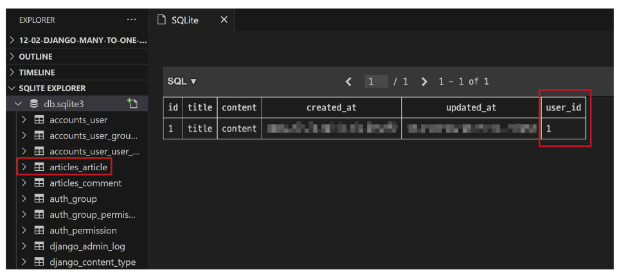 EXPLORER ···
12-02-DJANGO-MANY-TO-ONE-...
OUTLINE
TIMELINE
SQLITE EXPLORER
db.sqlite3
accounts_user
accounts_user_grou...
accounts_user_user_...
articles_article
articles_comment
auth_group
auth_group_permis...
auth_permission
django_admin_log
django_content_type
SQLite ×
SQL ▼ < 1 / 1 > 1 - 1 of 1
id title content created_at updated_at user_id
1 title content 1